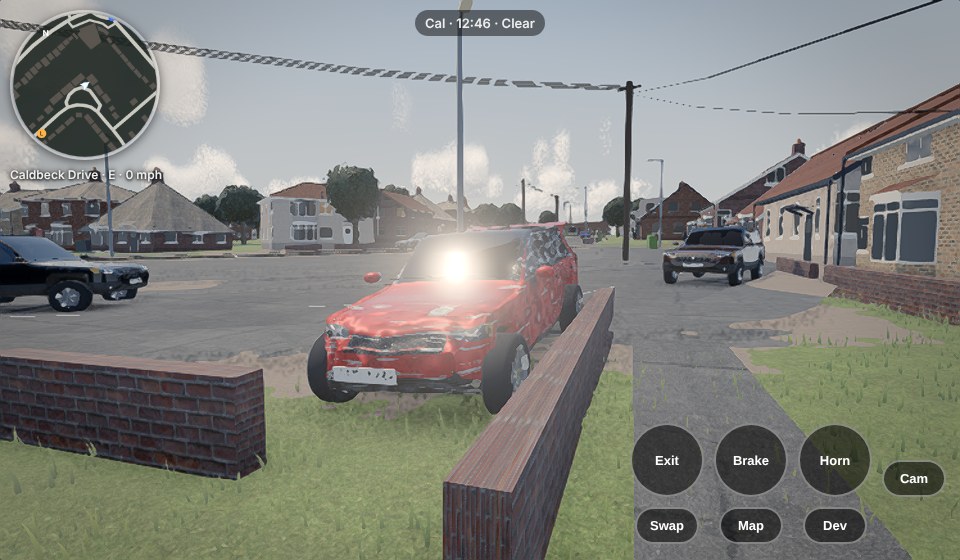 Cal · 12:46 · Clear
N
Caldbeck Drive · E · 0 mph
Exit
Brake
Horn
Cam
Swap
Map
Dev